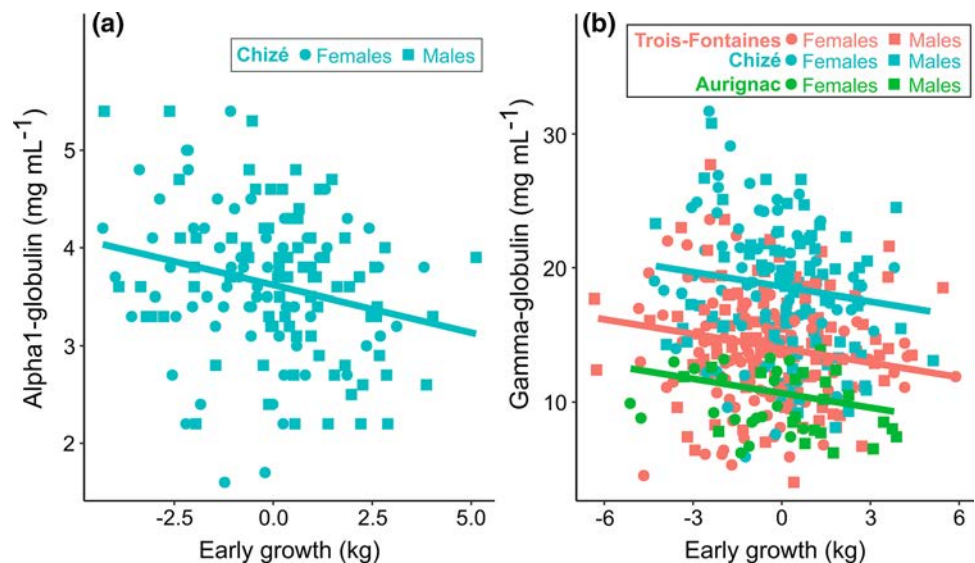 (a)
Chizé Females Males
Alpha1-globulin (mg mL⁻¹)
5
4
3
2
-2.5 0.0 2.5 5.0
Early growth (kg)
(b)
Trois-Fontaines Females Males
Chizé Females Males
Aurignac Females Males
Gamma-globulin (mg mL⁻¹)
30
20
10
-6 -3 0 3 6
Early growth (kg)